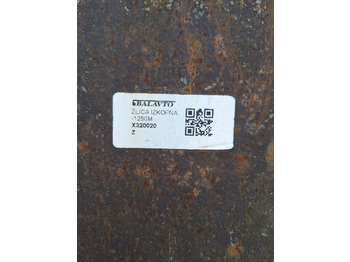 BALAVTO
ŽLICA IZKOPNA
-1250M
X320020
Z